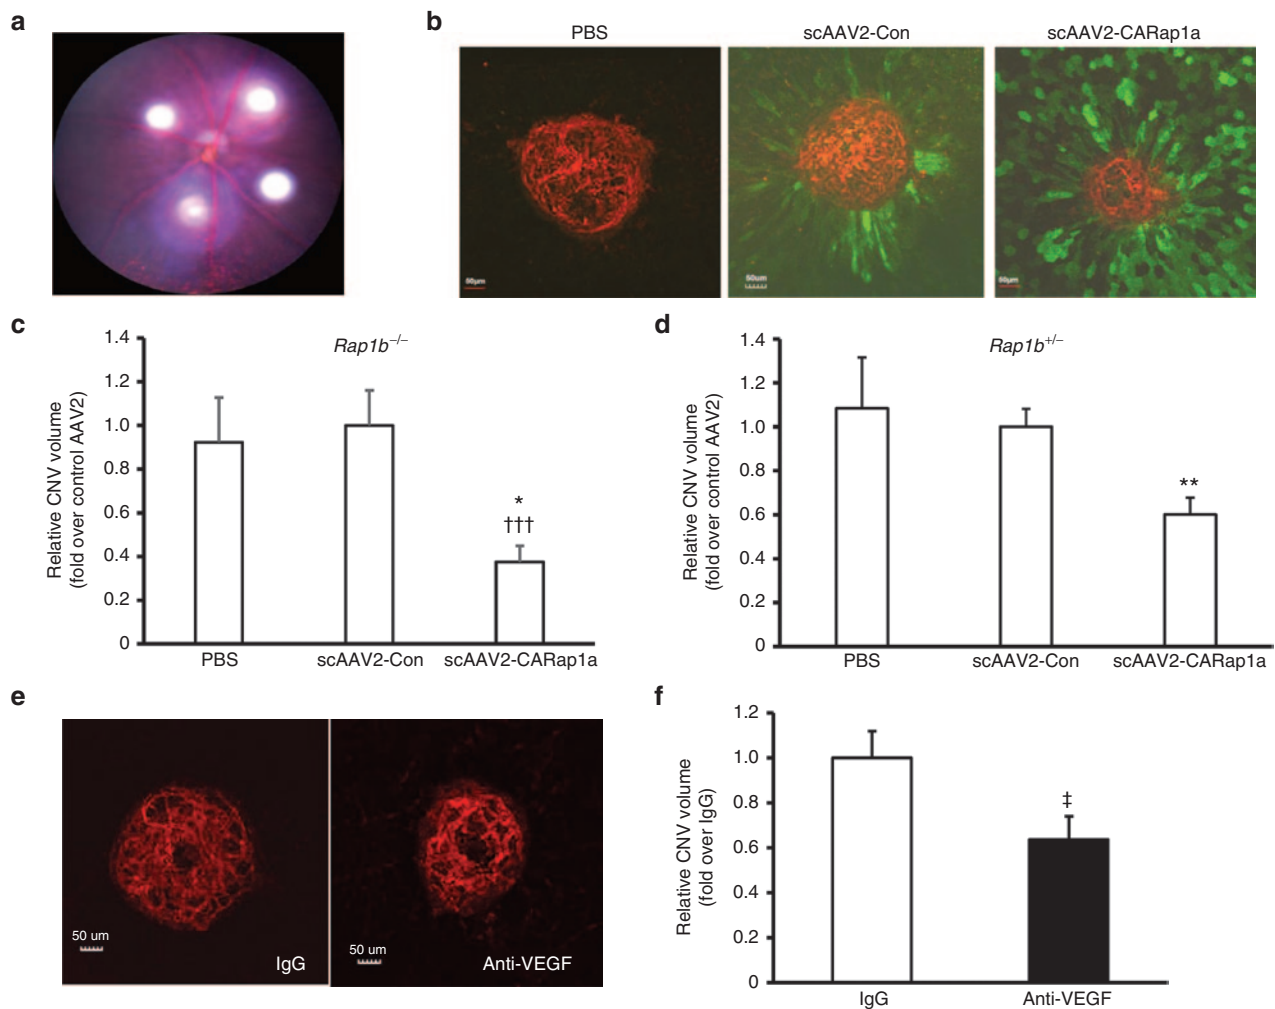 a
b
PBS
scAAV2-Con
scAAV2-CARap1a
50µm
50um
50µm
c
Rap1b−/−
Relative CNV volume
(fold over control AAV2)
1.4
1.2
1.0
0.8
0.6
0.4
0.2
0
*
†††
PBS
scAAV2-Con
scAAV2-CARap1a
d
Rap1b+/−
Relative CNV volume
(fold over control AAV2)
1.4
1.2
1.0
0.8
0.6
0.4
0.2
0
**
PBS
scAAV2-Con
scAAV2-CARap1a
e
50 um
IgG
50 um
Anti-VEGF
f
Relative CNV volume
(fold over IgG)
1.2
1.0
0.8
0.6
0.4
0.2
0
‡
IgG
Anti-VEGF